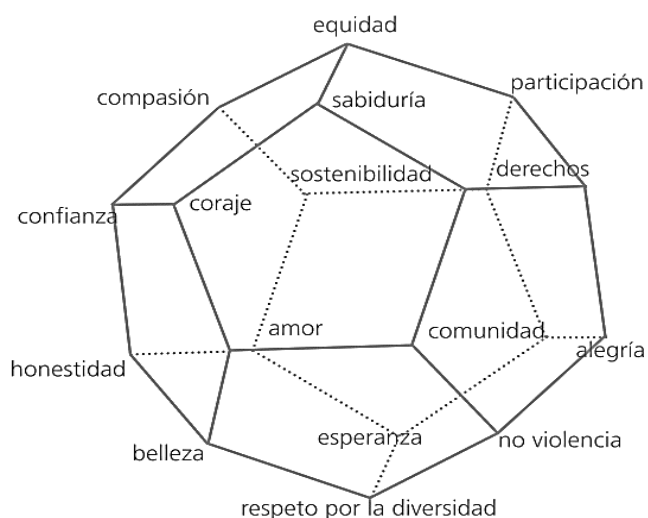 equidad
participación
compasión
sabiduría
sostenibilidad
derechos
confianza
coraje
amor
comunidad
alegría
honestidad
esperanza
no violencia
belleza
respeto por la diversidad